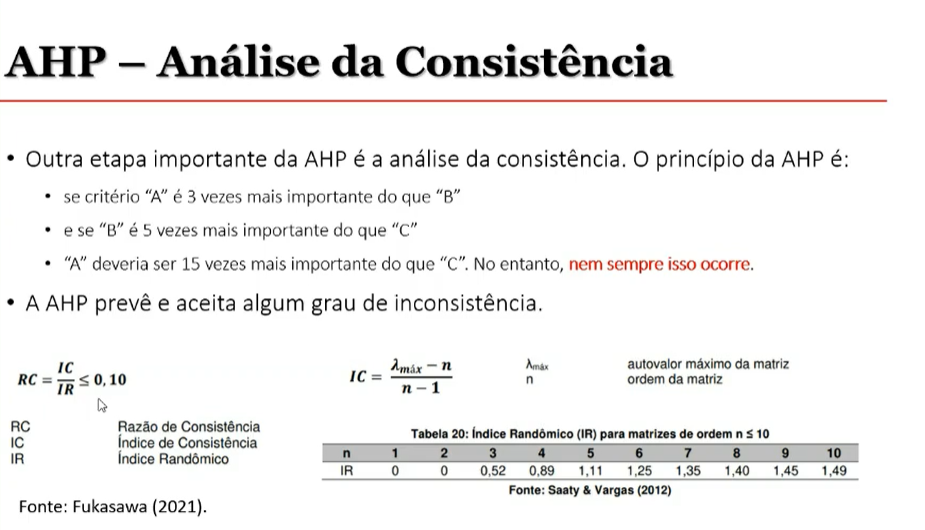 AHP – Análise da Consistência
• Outra etapa importante da AHP é a análise da consistência. O princípio da AHP é:
• se critério “A” é 3 vezes mais importante do que “B”
• e se “B” é 5 vezes mais importante do que “C”
• “A” deveria ser 15 vezes mais importante do que “C”. No entanto, nem sempre isso ocorre.
• A AHP prevê e aceita algum grau de inconsistência.
RC = IC/IR ≤ 0,10
IC = (λmáx − n)/(n − 1)
λmáx autovalor máximo da matriz
n ordem da matriz
RC Razão de Consistência
IC Índice de Consistência
IR Índice Randômico
Tabela 20: Índice Randômico (IR) para matrizes de ordem n ≤ 10
n 1 2 3 4 5 6 7 8 9 10
IR 0 0 0,52 0,89 1,11 1,25 1,35 1,40 1,45 1,49
Fonte: Saaty & Vargas (2012)
Fonte: Fukasawa (2021).